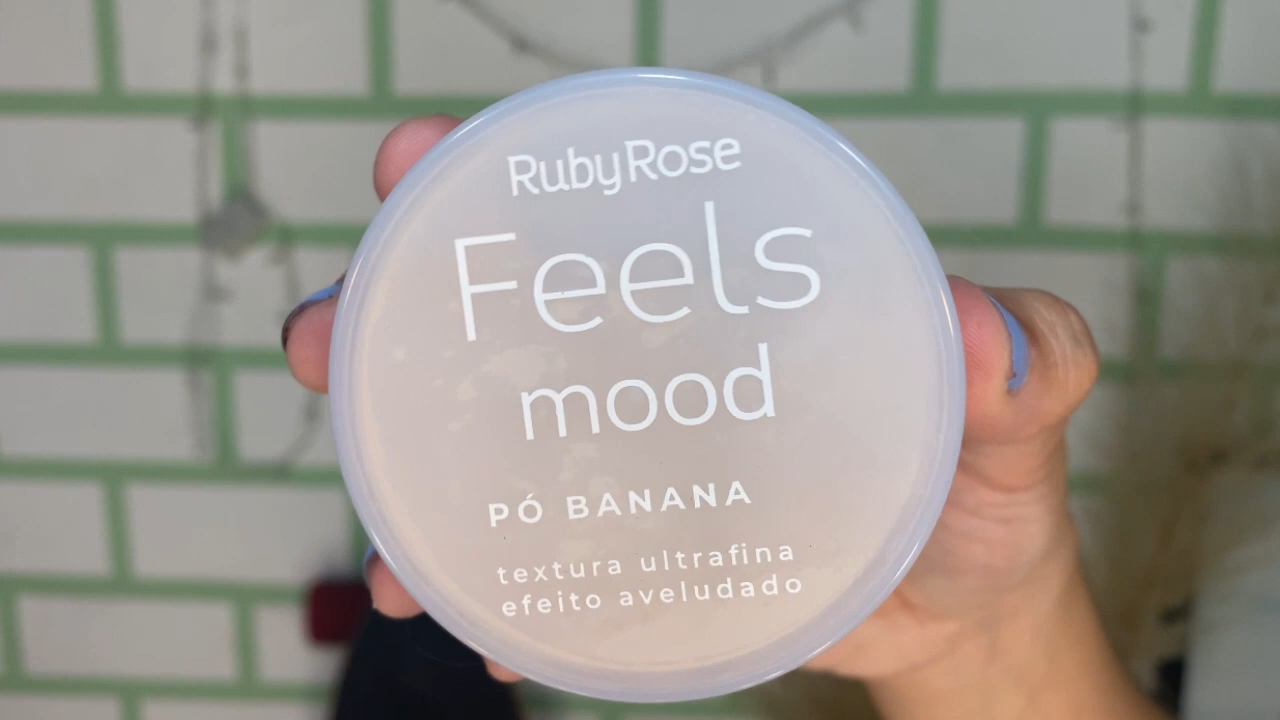 RubyRose
Feels
mood
PÓ BANANA
textura ultrafina
efeito aveludado